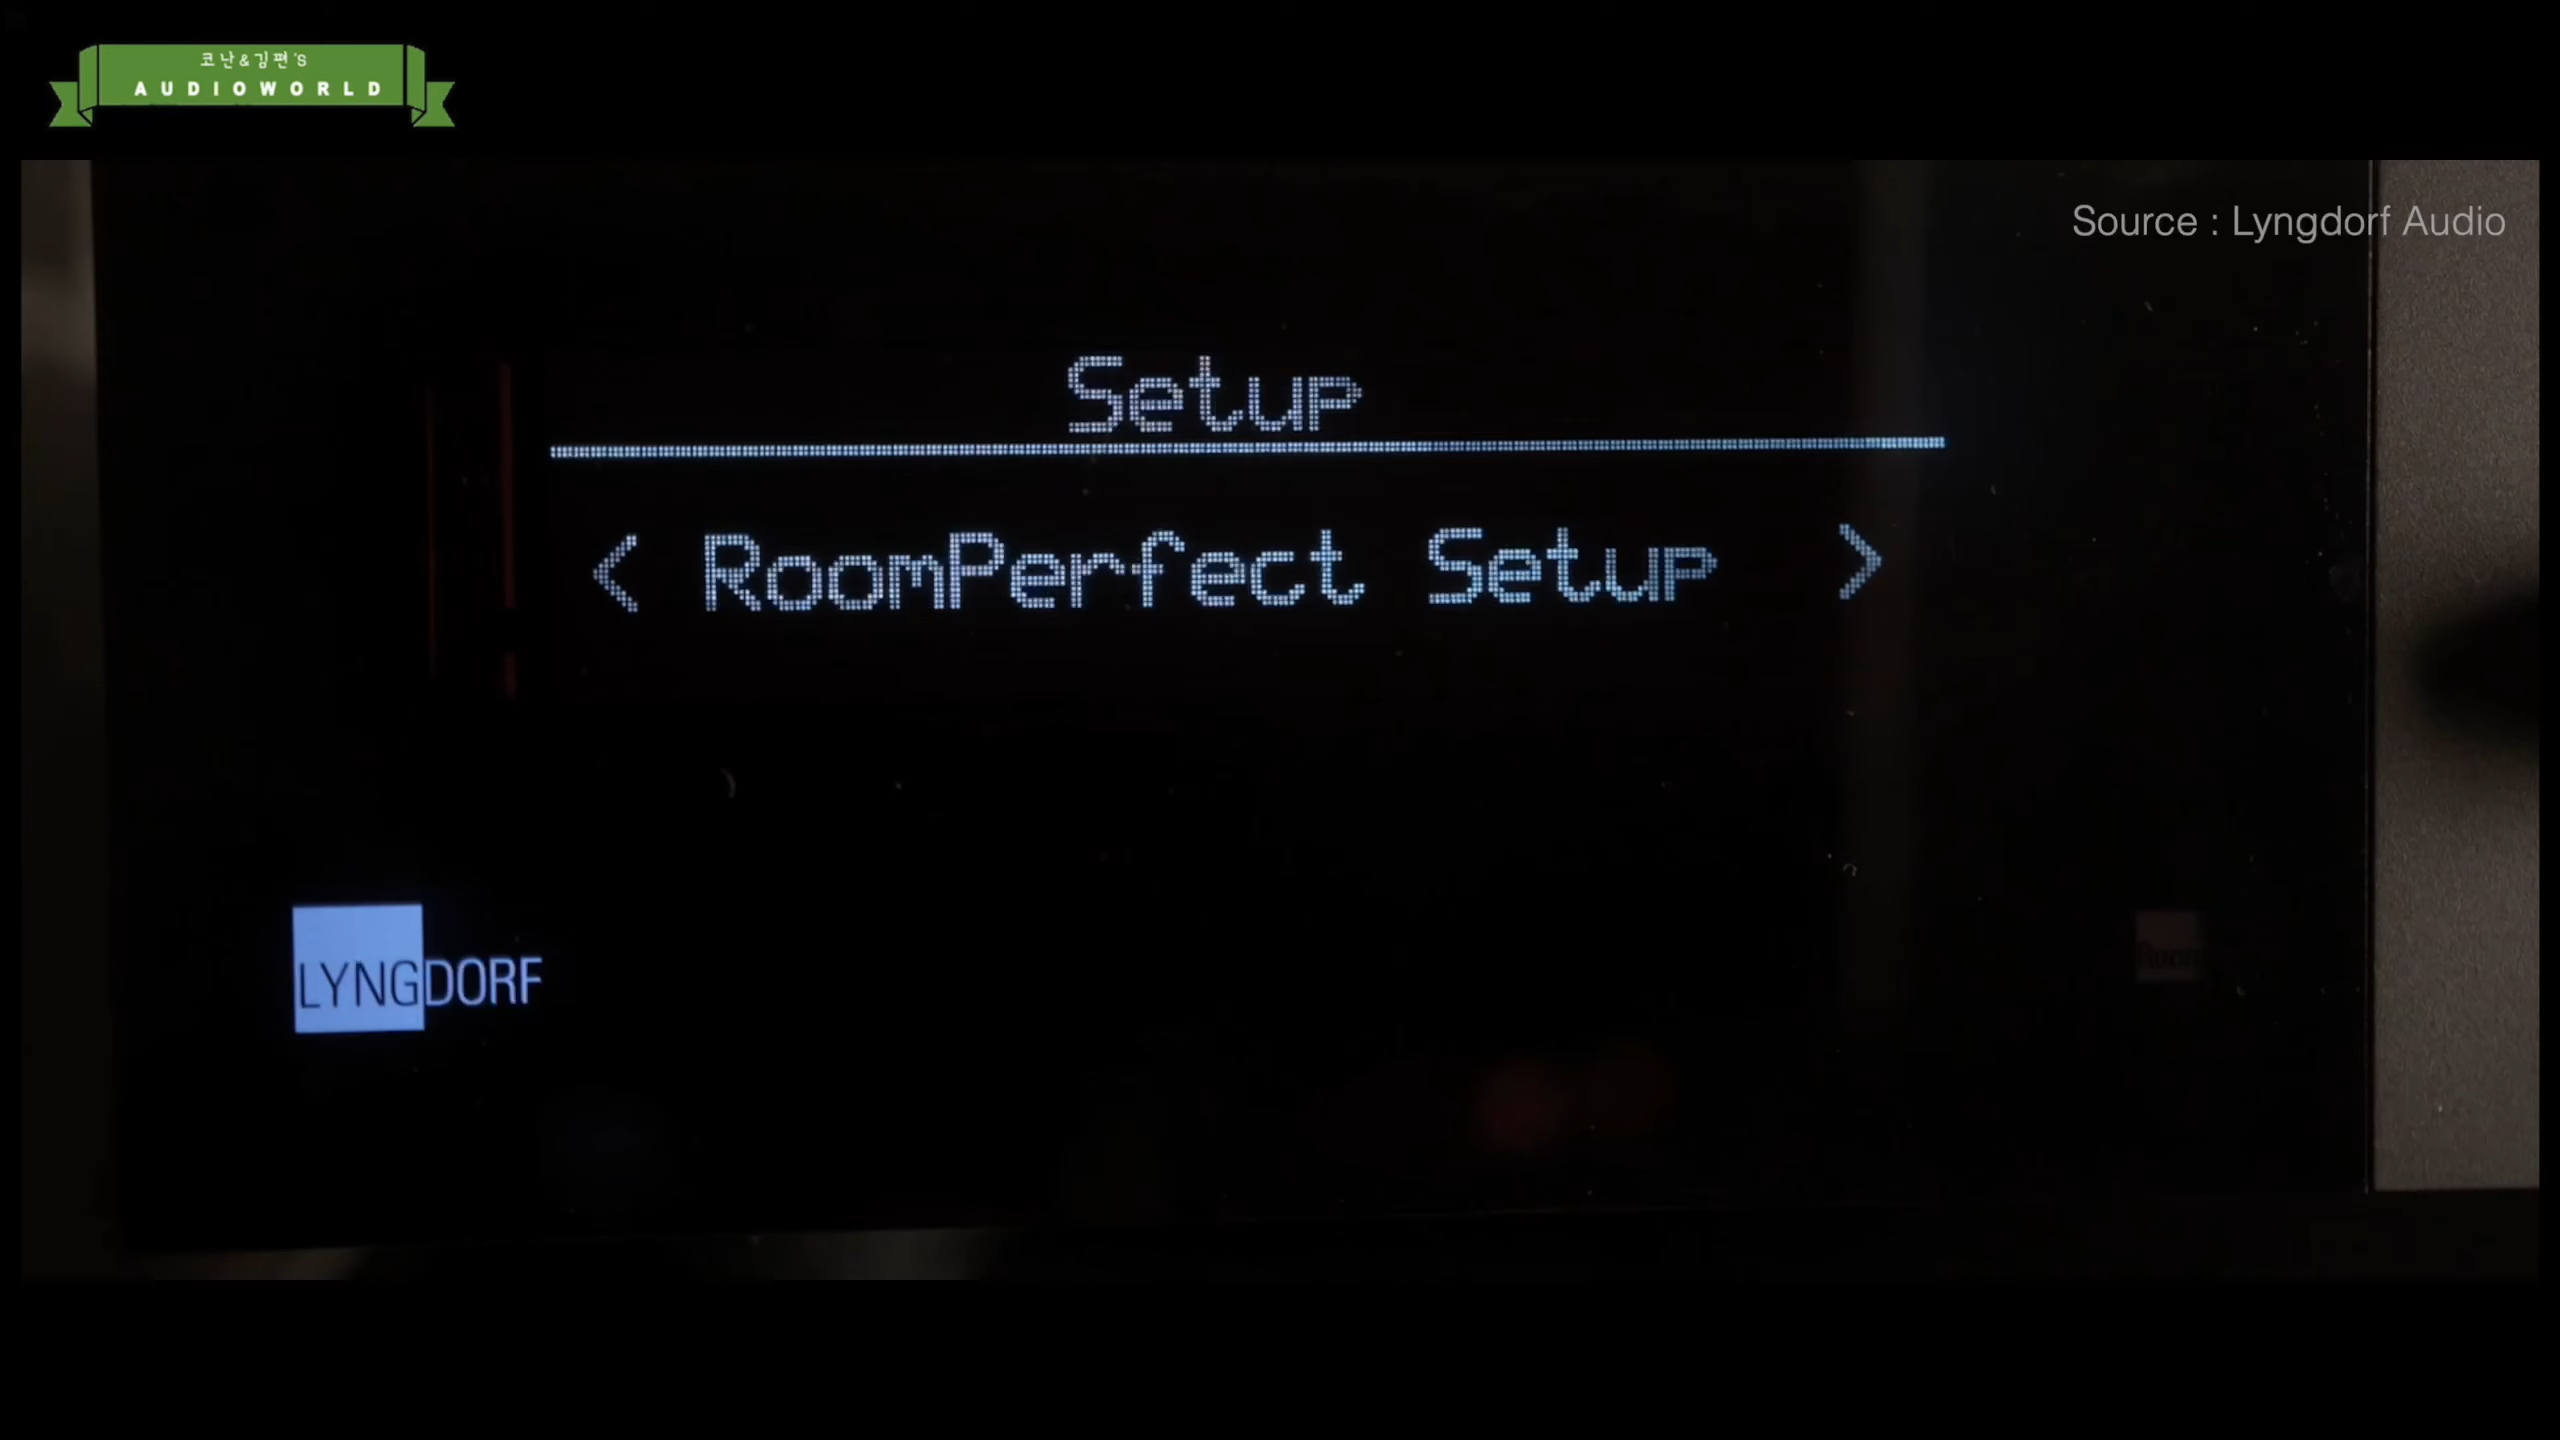 코난&김편'S
AUDIOWORLD
Source : Lyngdorf Audio
Setup
< RoomPerfect Setup >
LYNGDORF